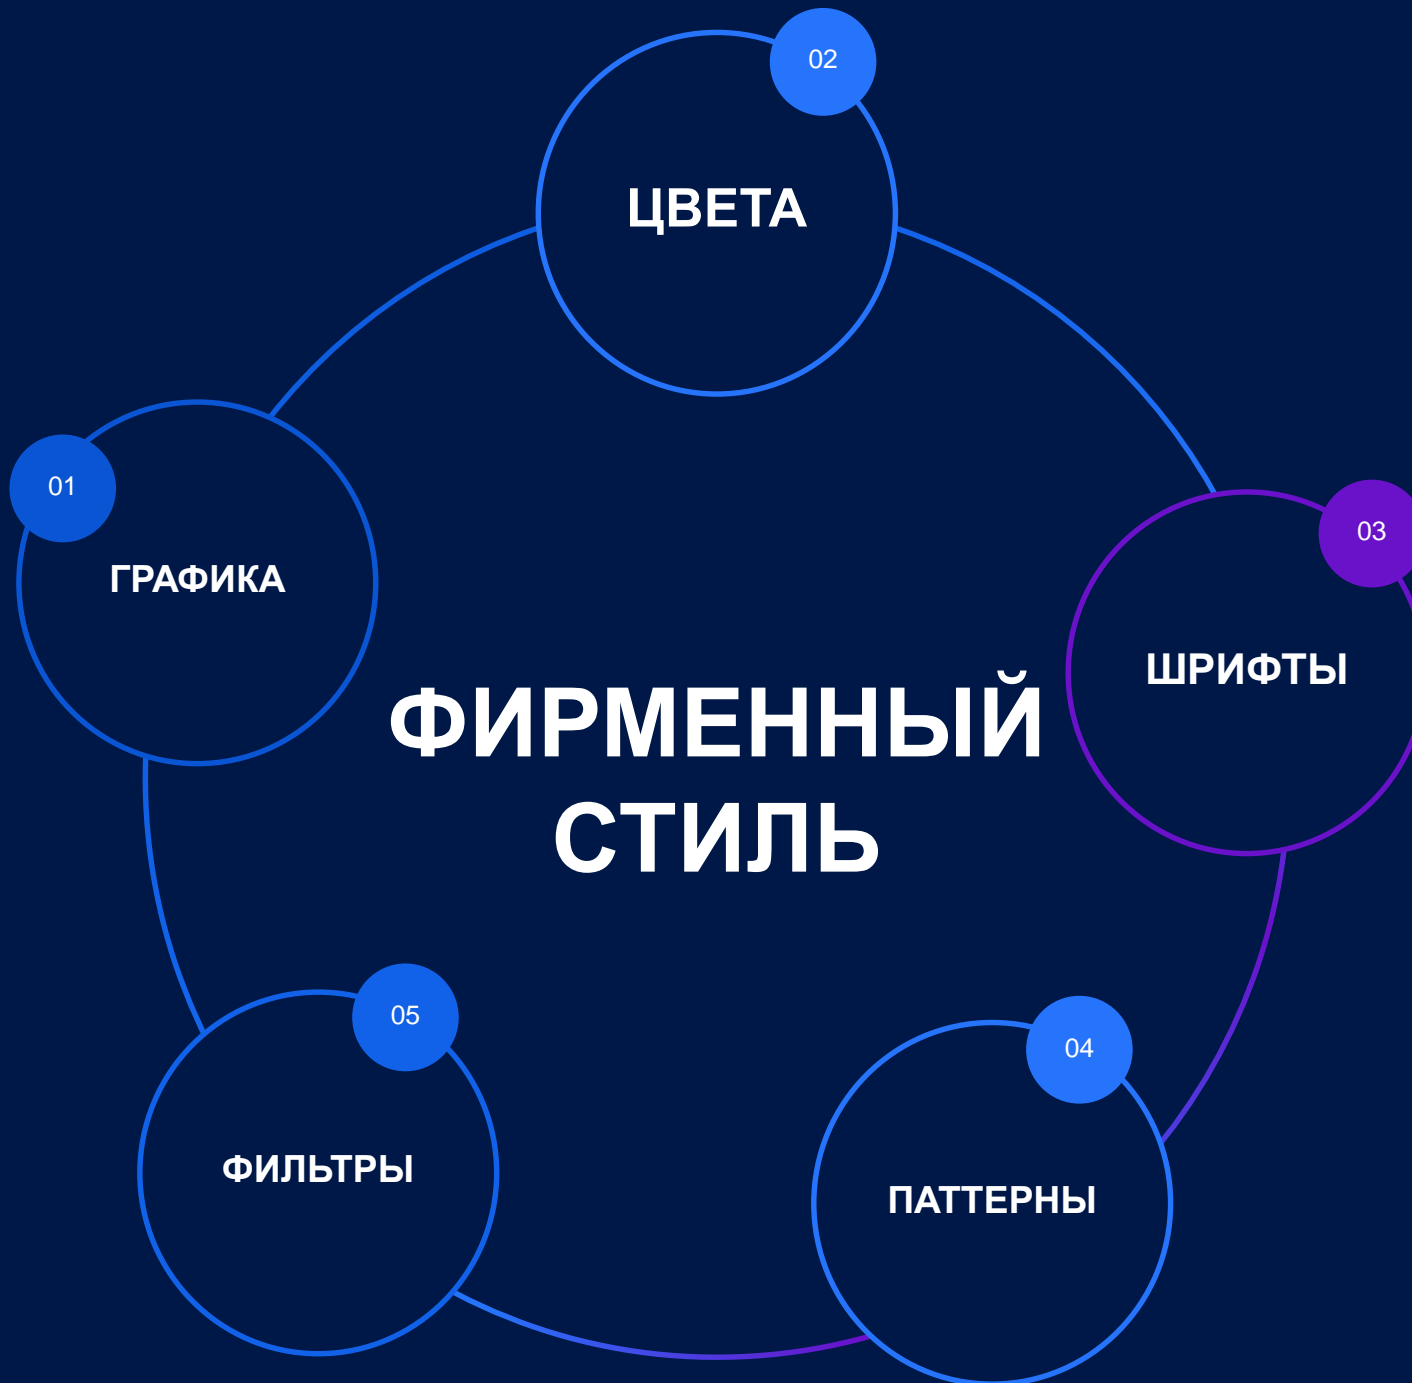 02
ЦВЕТА
01
ГРАФИКА
03
ШРИФТЫ
ФИРМЕННЫЙ
СТИЛЬ
05
ФИЛЬТРЫ
04
ПАТТЕРНЫ